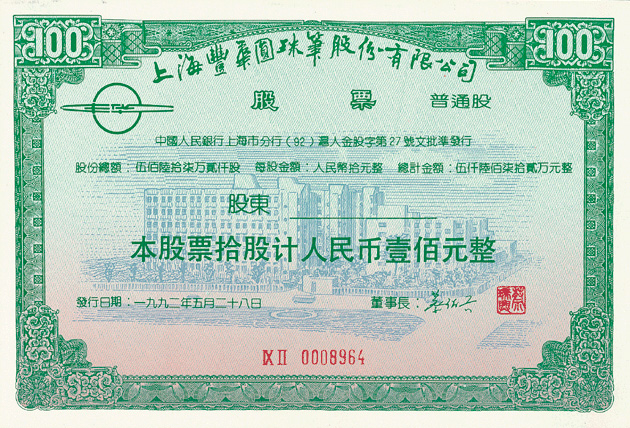 100 100
上海豐華圓珠筆股份有限公司
股票 普通股
中國人民銀行上海市分行(92)滬人金股字第27號文批準發行
股份總額：伍佰陸拾柒万貳仟股 每股金額：人民幣拾元整 總計金額：伍仟陸佰柒拾貳万元整
股東
本股票拾股计人民币壹佰元整
發行日期：一九九二年五月二十八日 董事長：
IXII 0008964
100 100